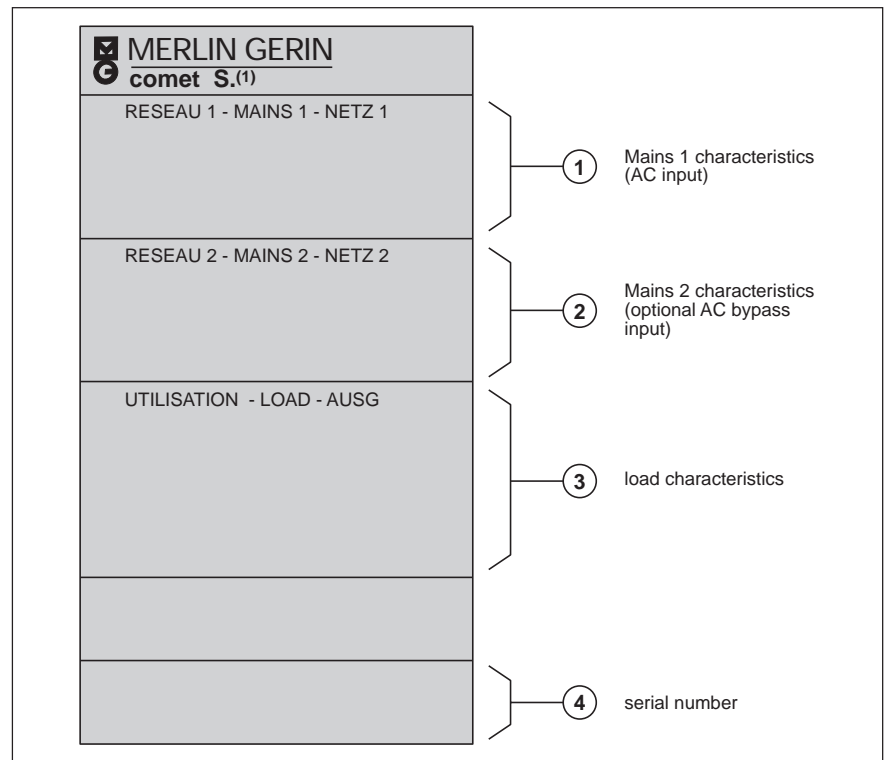 MERLIN GERIN
comet S.(1)
RESEAU 1 - MAINS 1 - NETZ 1
1
Mains 1 characteristics
(AC input)
RESEAU 2 - MAINS 2 - NETZ 2
2
Mains 2 characteristics
(optional AC bypass
input)
UTILISATION - LOAD - AUSG
3
load characteristics
4
serial number